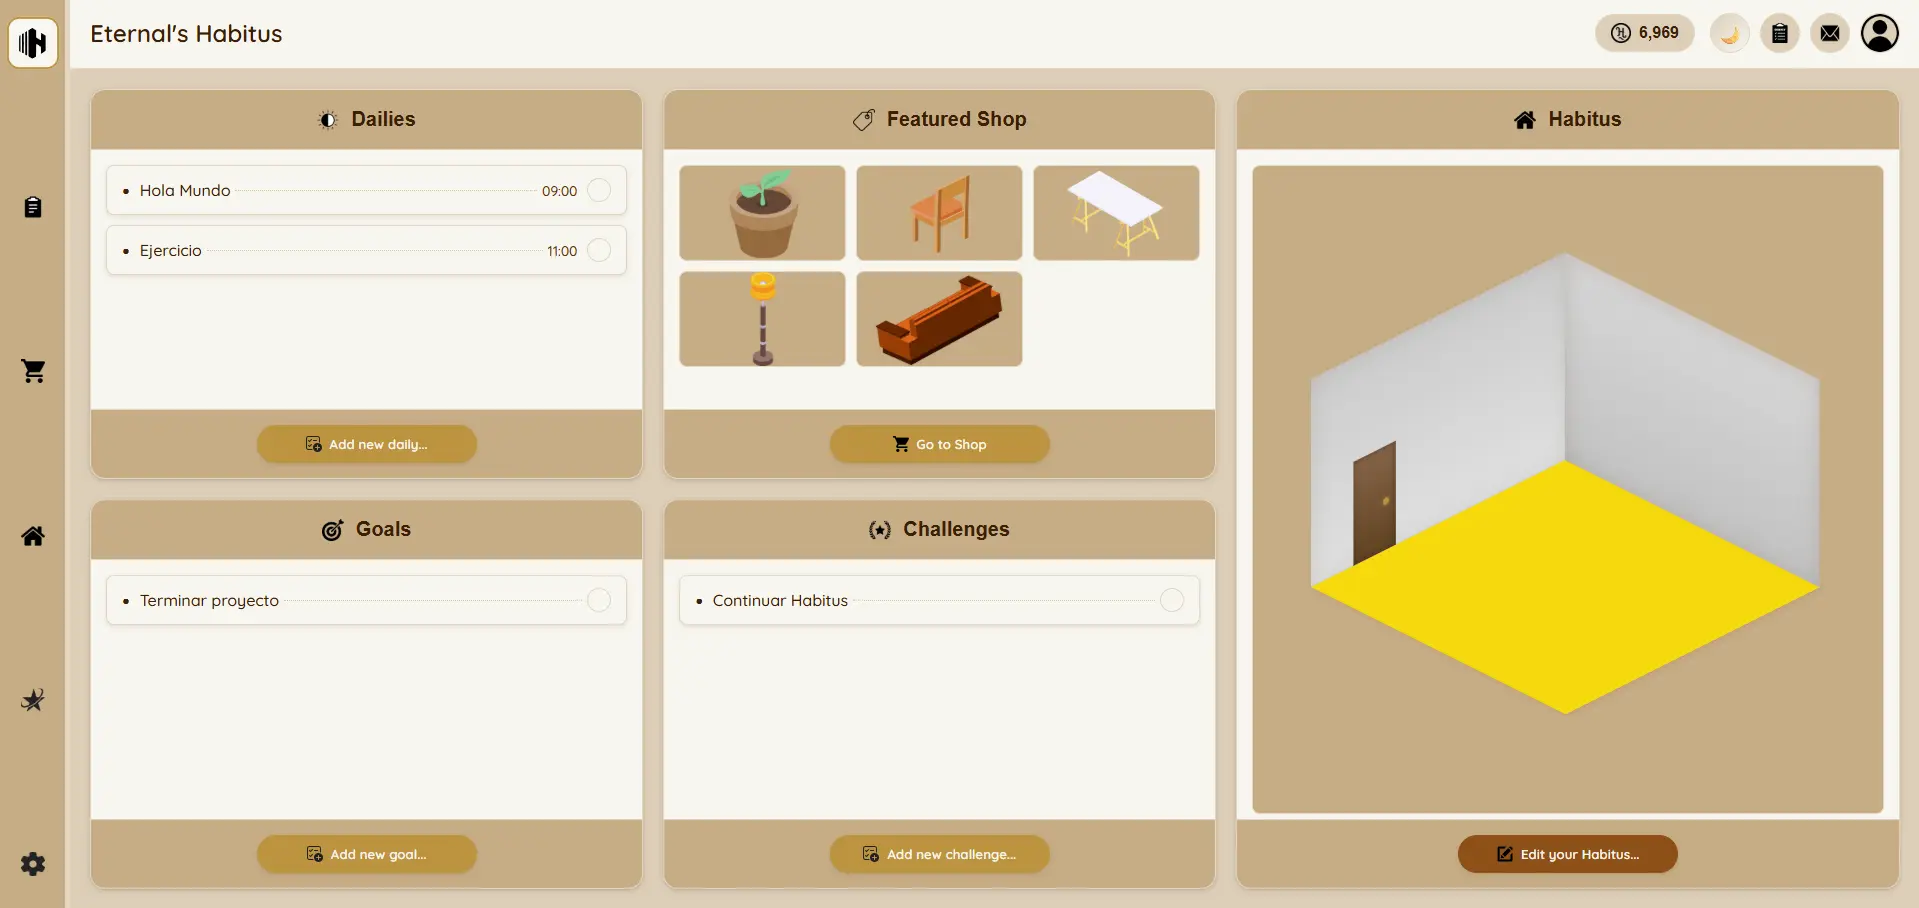 Eternal's Habitus
6,969
Dailies
Hola Mundo 09:00
Ejercicio 11:00
Add new daily...
Featured Shop
Go to Shop
Habitus
Edit your Habitus...
Goals
Terminar proyecto
Add new goal...
Challenges
Continuar Habitus
Add new challenge...